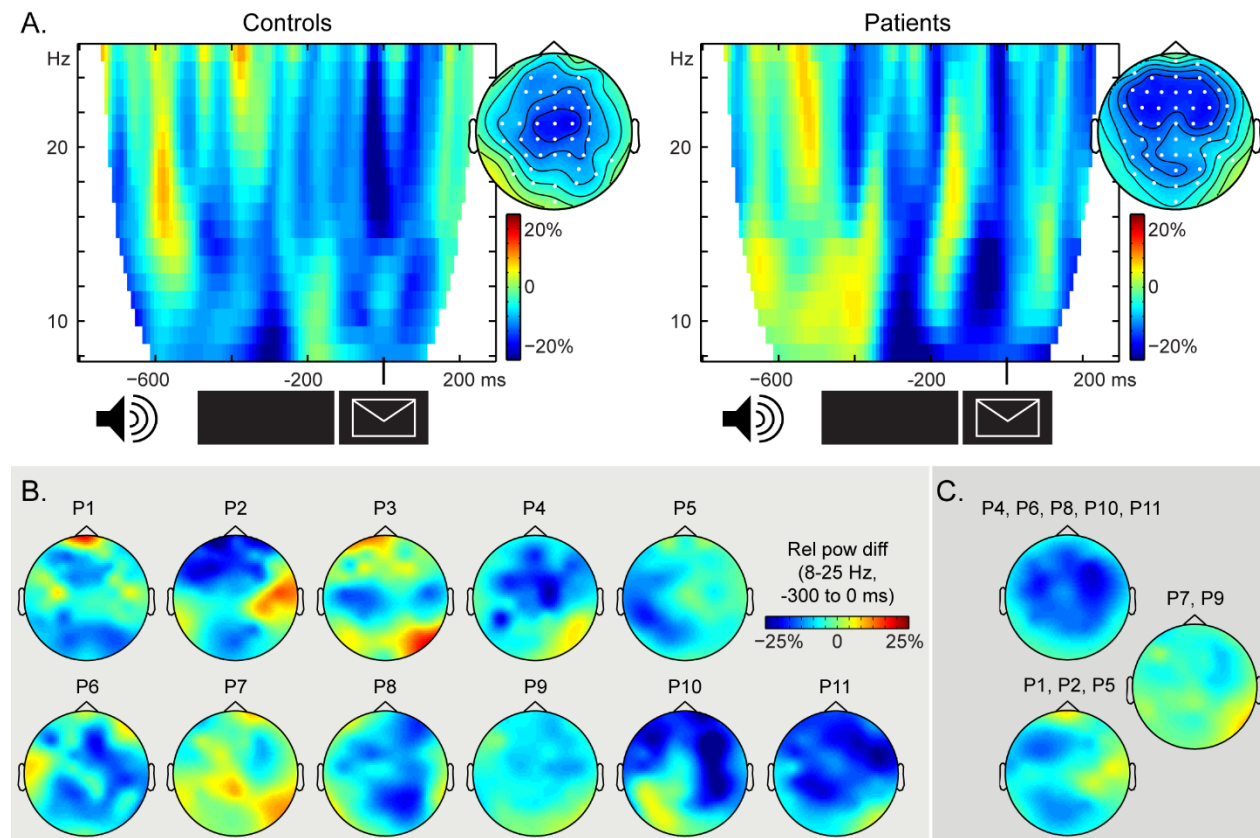 A.
Controls
Patients
Hz
20
10
20%
0
−20%
−600
-200
200 ms
Hz
20
10
20%
0
−20%
−600
-200
200 ms
B.
P1
P2
P3
P4
P5
Rel pow diff
(8-25 Hz,
-300 to 0 ms)
−25%
0
25%
P6
P7
P8
P9
P10
P11
C.
P4, P6, P8, P10, P11
P7, P9
P1, P2, P5